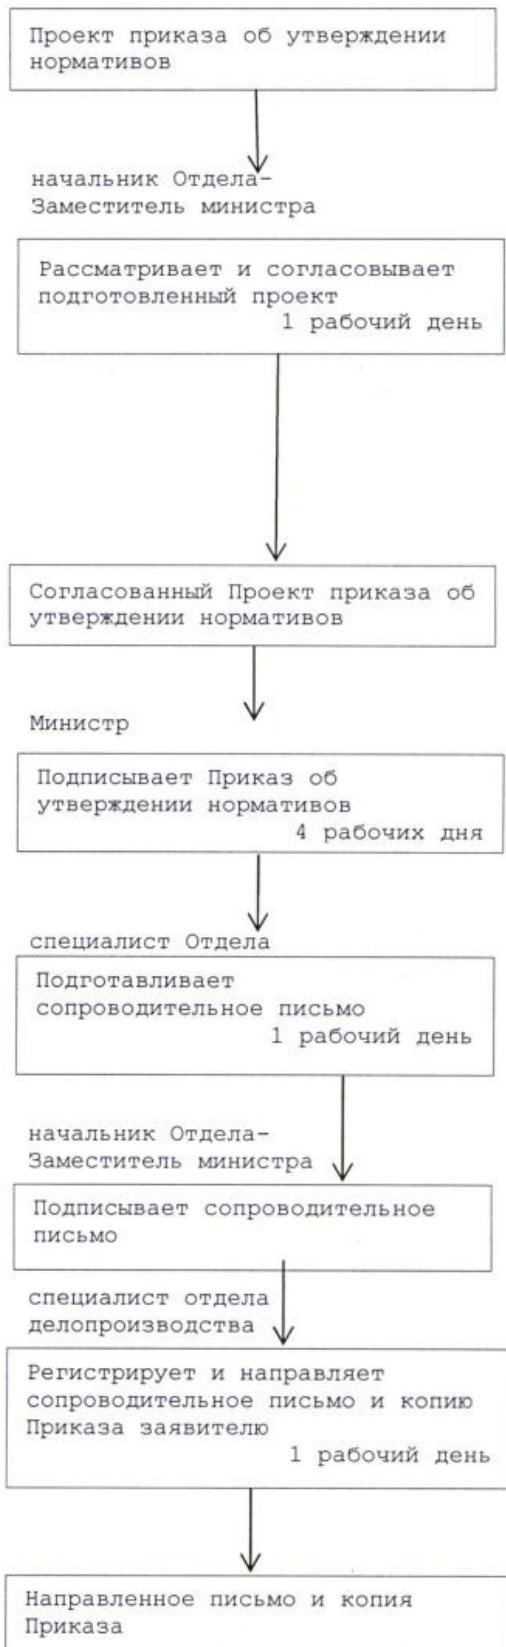 Проект приказа об утверждении
нормативов
начальник Отдела-
Заместитель министра
Рассматривает и согласовывает
подготовленный проект
1 рабочий день
Согласованный Проект приказа об
утверждении нормативов
Министр
Подписывает Приказ об
утверждении нормативов
4 рабочих дня
специалист Отдела
Подготавливает
сопроводительное письмо
1 рабочий день
начальник Отдела-
Заместитель министра
Подписывает сопроводительное
письмо
специалист отдела
делопроизводства
Регистрирует и направляет
сопроводительное письмо и копию
Приказа заявителю
1 рабочий день
Направленное письмо и копия
Приказа